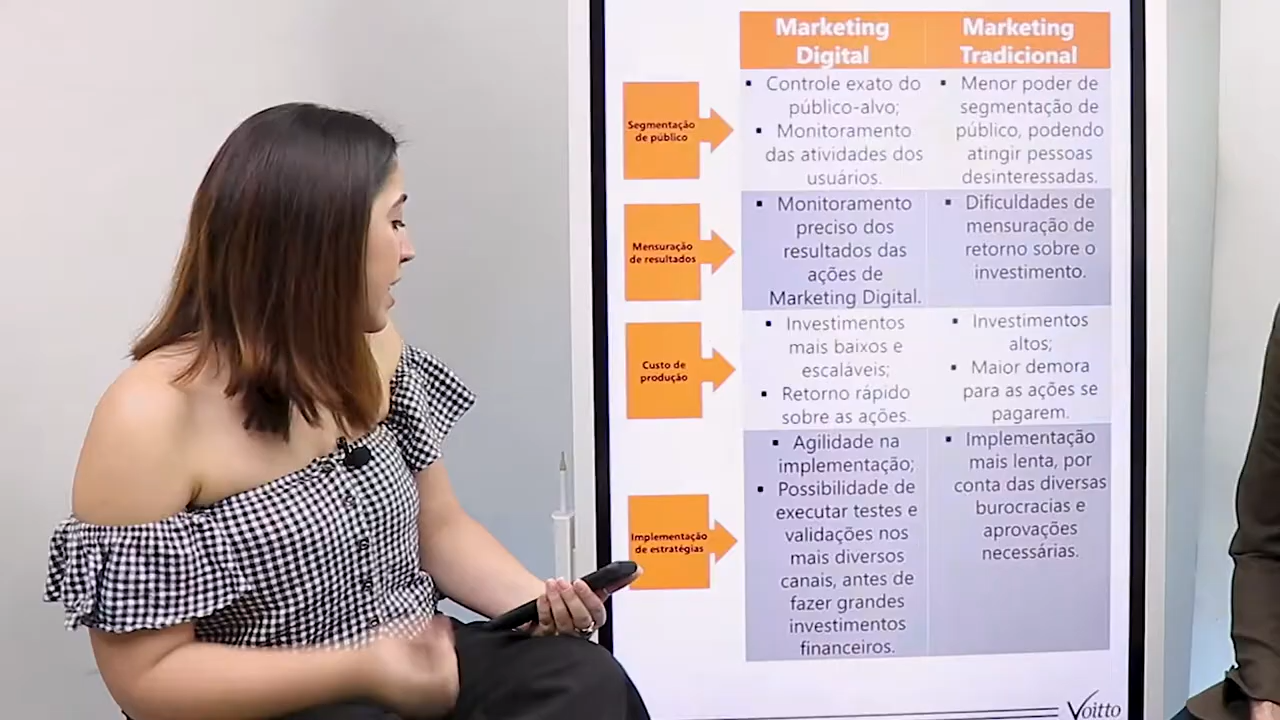 Marketing
Digital
Marketing
Tradicional
Segmentação
de público
▪ Controle exato do
público-alvo;
▪ Monitoramento
das atividades dos
usuários.
▪ Menor poder de
segmentação de
público, podendo
atingir pessoas
desinteressadas.
Mensuração
de resultados
▪ Monitoramento
preciso dos
resultados das
ações de
Marketing Digital.
▪ Dificuldades de
mensuração de
retorno sobre o
investimento.
Custo de
produção
▪ Investimentos
mais baixos e
escaláveis;
▪ Retorno rápido
sobre as ações.
▪ Investimentos
altos;
▪ Maior demora
para as ações se
pagarem.
Implementação
de estratégias
▪ Agilidade na
implementação;
▪ Possibilidade de
executar testes e
validações nos
mais diversos
canais, antes de
fazer grandes
investimentos
financeiros.
▪ Implementação
mais lenta, por
conta das diversas
burocracias e
aprovações
necessárias.
Voitto